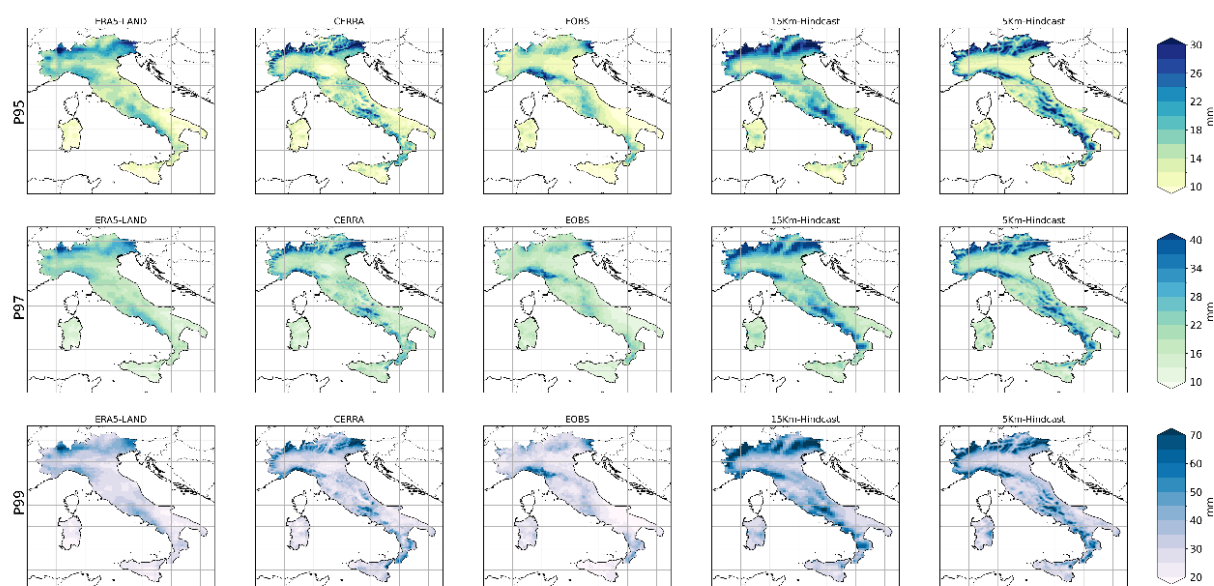 ERA5-LAND CERRA EOBS 15Km-Hindcast 5Km-Hindcast
P95
30
26
22
18
14
10
mm
ERA5-LAND CERRA EOBS 15Km-Hindcast 5Km-Hindcast
P97
40
34
28
22
16
10
mm
ERA5-LAND CERRA EOBS 15Km-Hindcast 5Km-Hindcast
P99
70
60
50
40
30
20
mm